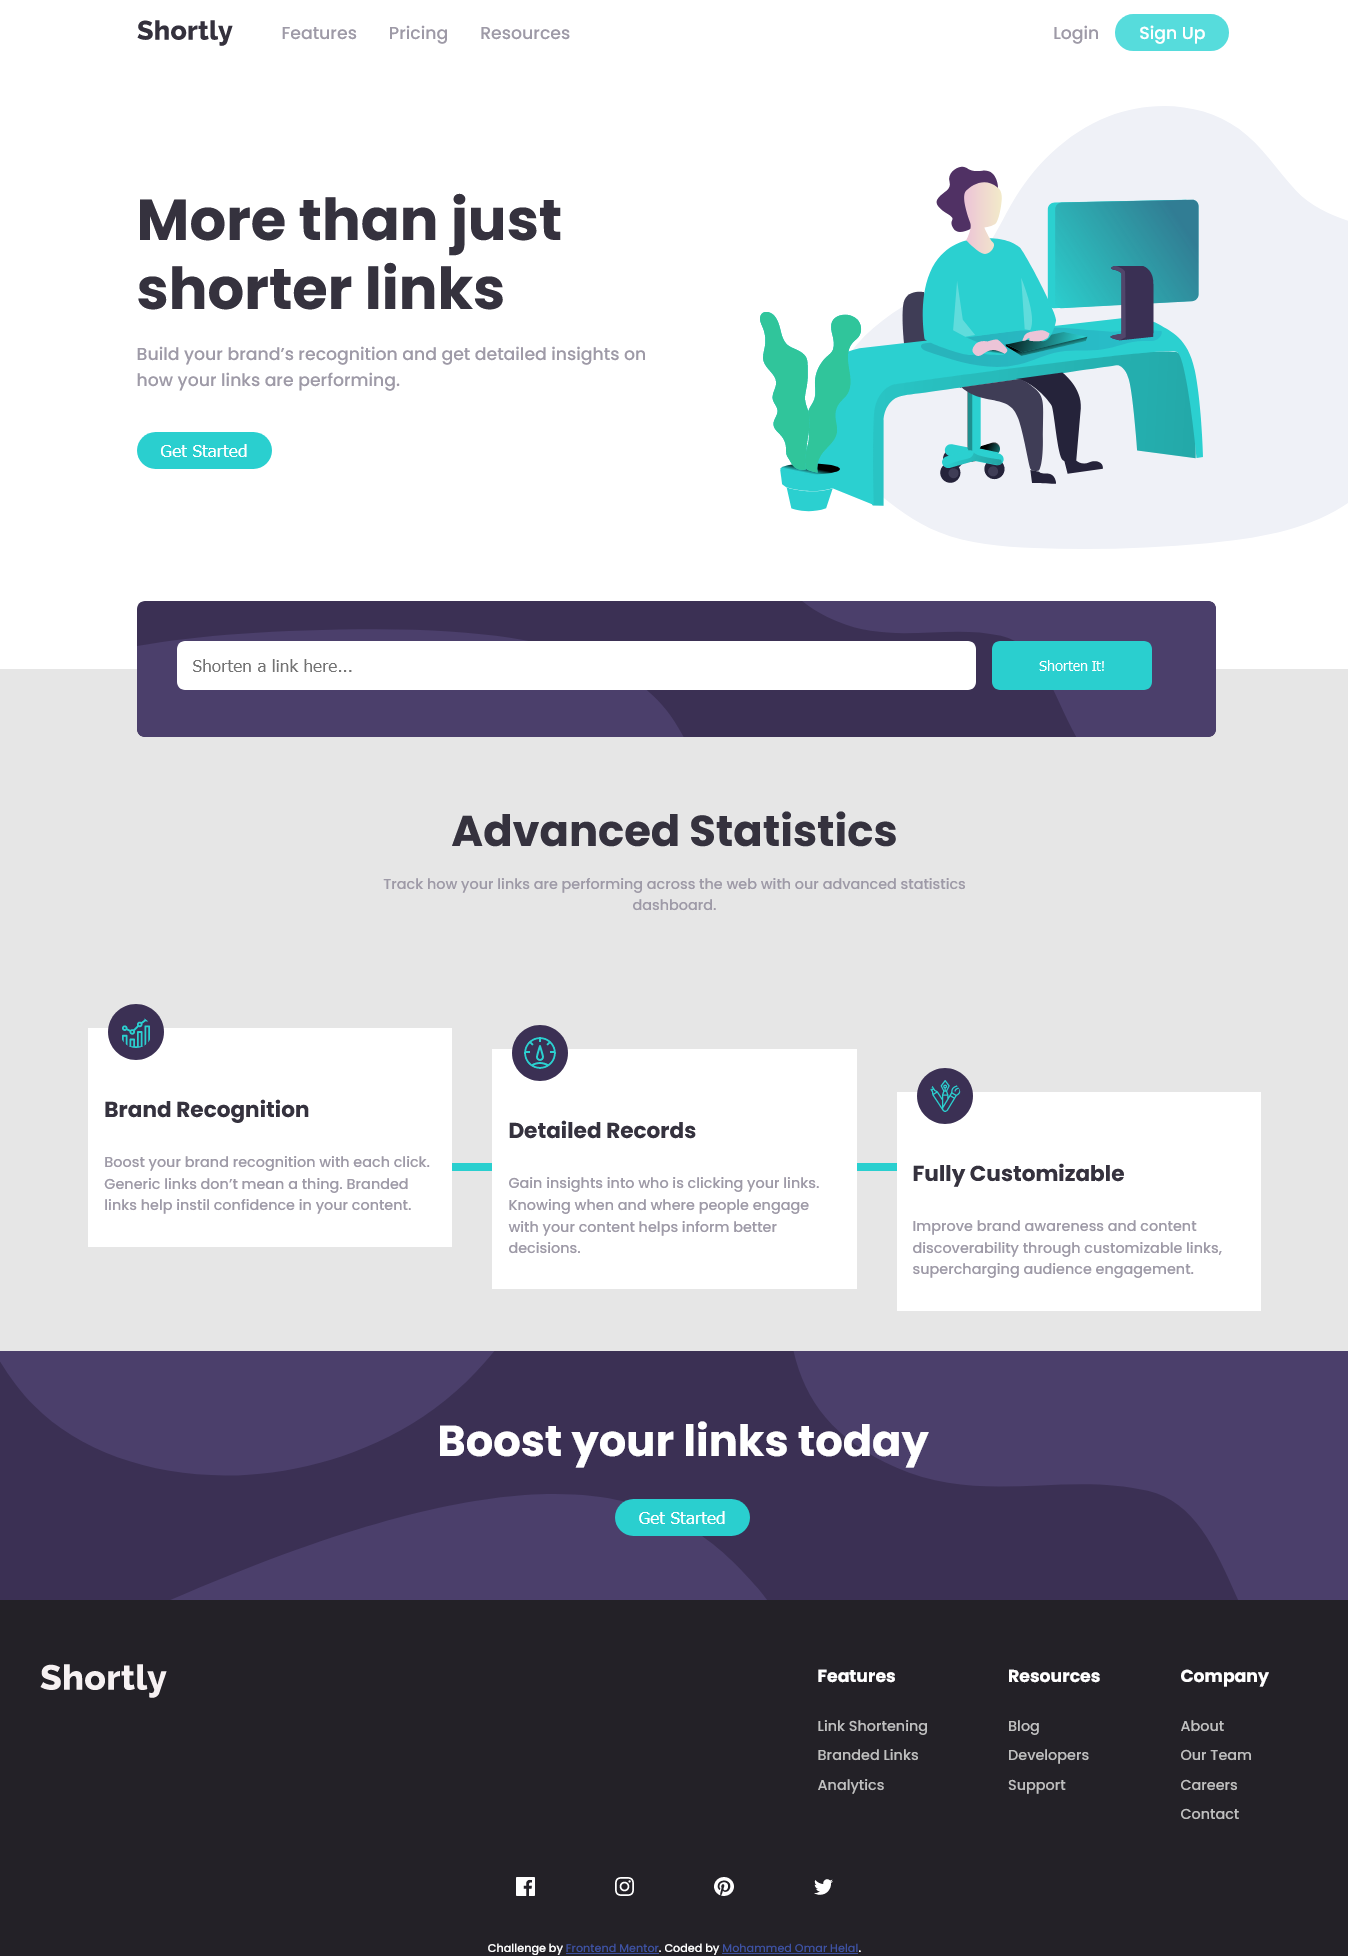 Shortly Features Pricing Resources Login Sign Up
More than just
shorter links
Build your brand’s recognition and get detailed insights on
how your links are performing.
Get Started
Shorten a link here...
Shorten It!
Advanced Statistics
Track how your links are performing across the web with our advanced statistics
dashboard.
Brand Recognition
Boost your brand recognition with each click.
Generic links don’t mean a thing. Branded
links help instil confidence in your content.
Detailed Records
Gain insights into who is clicking your links.
Knowing when and where people engage
with your content helps inform better
decisions.
Fully Customizable
Improve brand awareness and content
discoverability through customizable links,
supercharging audience engagement.
Boost your links today
Get Started
Shortly
Features
Link Shortening
Branded Links
Analytics
Resources
Blog
Developers
Support
Company
About
Our Team
Careers
Contact
Challenge by Frontend Mentor. Coded by Mohammed Omar Helal.